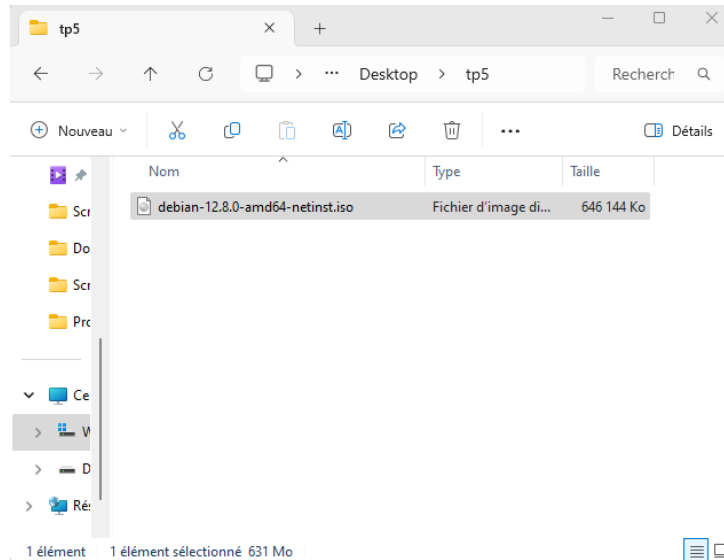 tp5
Desktop > tp5
Recherch
Nouveau
Détails
Nom Type Taille
debian-12.8.0-amd64-netinst.iso Fichier d'image di... 646 144 Ko
Scr
Do
Scr
Pro
Ce
W
D
Rés
1 élément 1 élément sélectionné 631 Mo